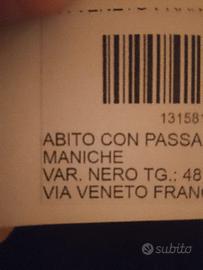 131581
ABITO CON PASSA
MANICHE
VAR. NERO TG.: 48
VIA VENETO FRANC
subito